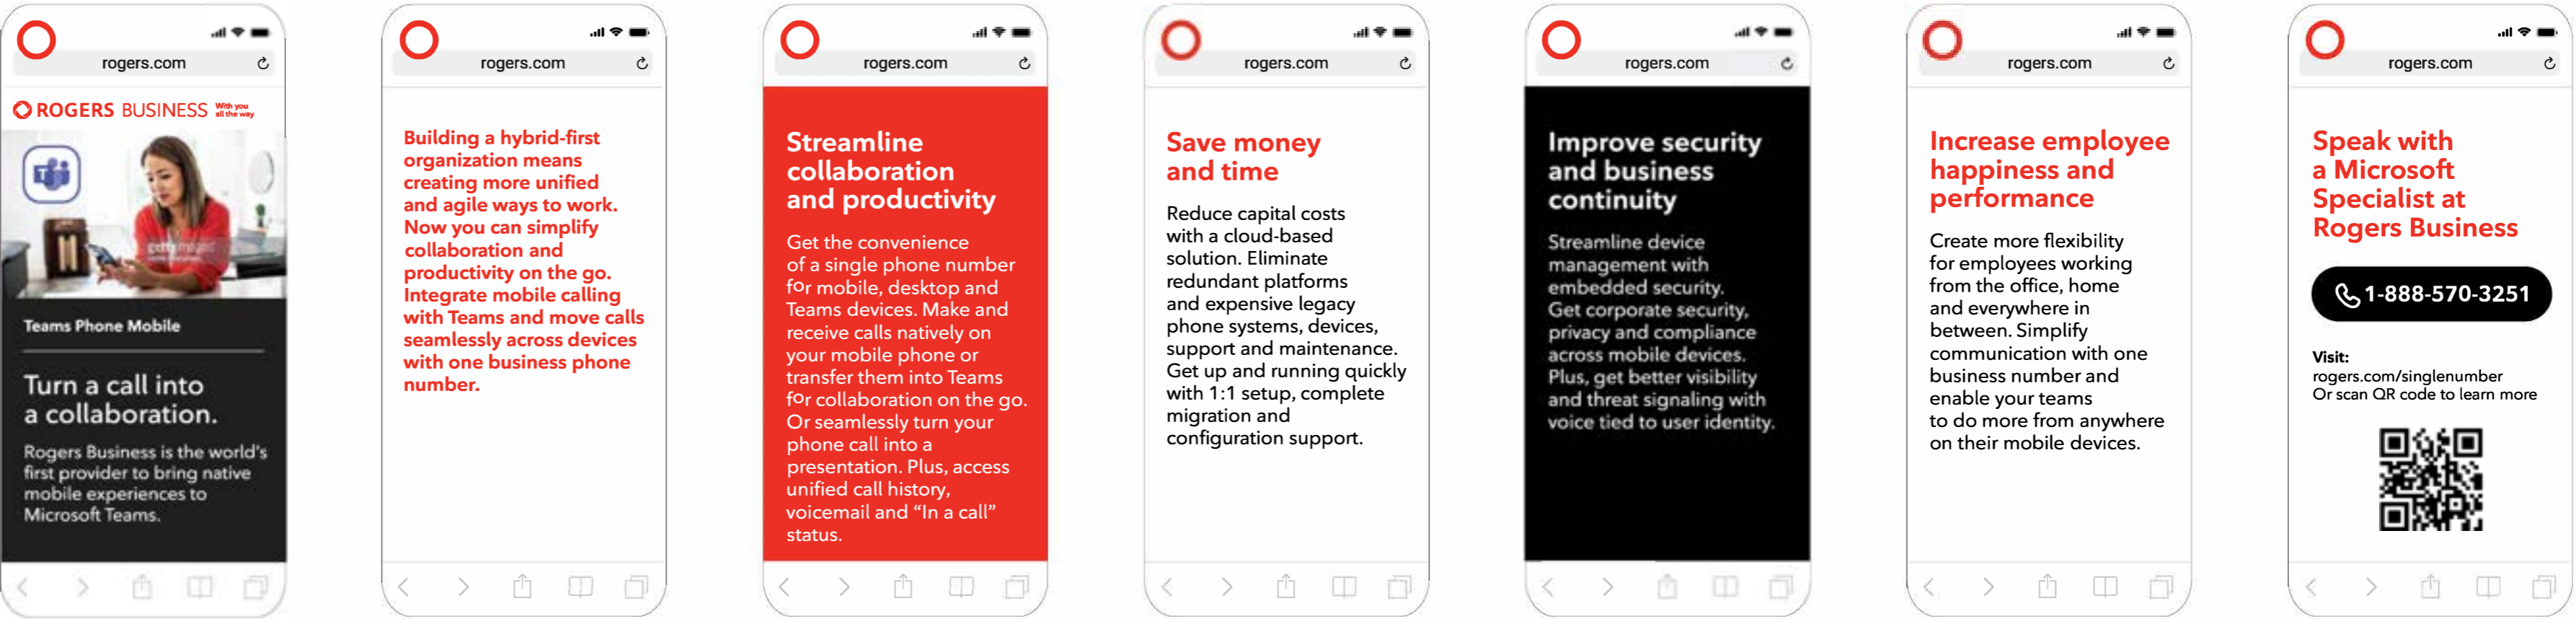 rogers.com
ROGERS BUSINESS With you
all the way
gettyimages
Teams Phone Mobile
Turn a call into
a collaboration.
Rogers Business is the world's
first provider to bring native
mobile experiences to
Microsoft Teams.
rogers.com
Building a hybrid-first
organization means
creating more unified
and agile ways to work.
Now you can simplify
collaboration and
productivity on the go.
Integrate mobile calling
with Teams and move calls
seamlessly across devices
with one business phone
number.
rogers.com
Streamline
collaboration
and productivity
Get the convenience
of a single phone number
for mobile, desktop and
Teams devices. Make and
receive calls natively on
your mobile phone or
transfer them into Teams
for collaboration on the go.
Or seamlessly turn your
phone call into a
presentation. Plus, access
unified call history,
voicemail and “In a call”
status.
rogers.com
Save money
and time
Reduce capital costs
with a cloud-based
solution. Eliminate
redundant platforms
and expensive legacy
phone systems, devices,
support and maintenance.
Get up and running quickly
with 1:1 setup, complete
migration and
configuration support.
rogers.com
Improve security
and business
continuity
Streamline device
management with
embedded security.
Get corporate security,
privacy and compliance
across mobile devices.
Plus, get better visibility
and threat signaling with
voice tied to user identity.
rogers.com
Increase employee
happiness and
performance
Create more flexibility
for employees working
from the office, home
and everywhere in
between. Simplify
communication with one
business number and
enable your teams
to do more from anywhere
on their mobile devices.
rogers.com
Speak with
a Microsoft
Specialist at
Rogers Business
1-888-570-3251
Visit:
rogers.com/singlenumber
Or scan QR code to learn more